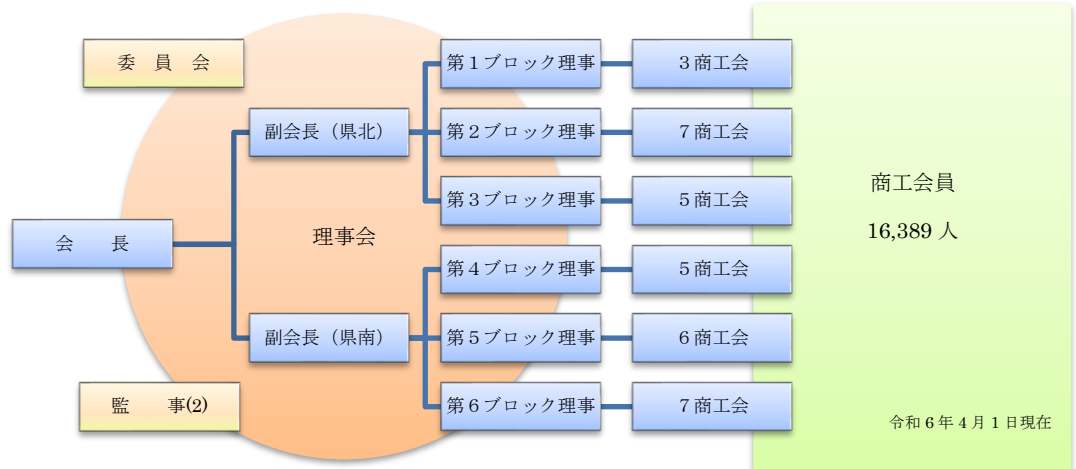 委 員 会
第１ブロック理事
３商工会
副会長（県北）
第２ブロック理事
７商工会
第３ブロック理事
５商工会
商工会員
16,389 人
会　　長
理事会
第４ブロック理事
５商工会
副会長（県南）
第５ブロック理事
６商工会
監　　事(2)
第６ブロック理事
７商工会
令和 6 年 4 月 1 日現在